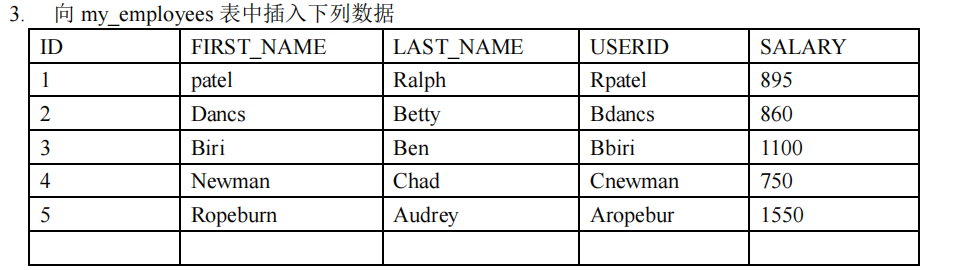 3. 向 my_employees 表中插入下列数据
ID FIRST_NAME LAST_NAME USERID SALARY
1 patel Ralph Rpatel 895
2 Dancs Betty Bdancs 860
3 Biri Ben Bbiri 1100
4 Newman Chad Cnewman 750
5 Ropeburn Audrey Aropebur 1550